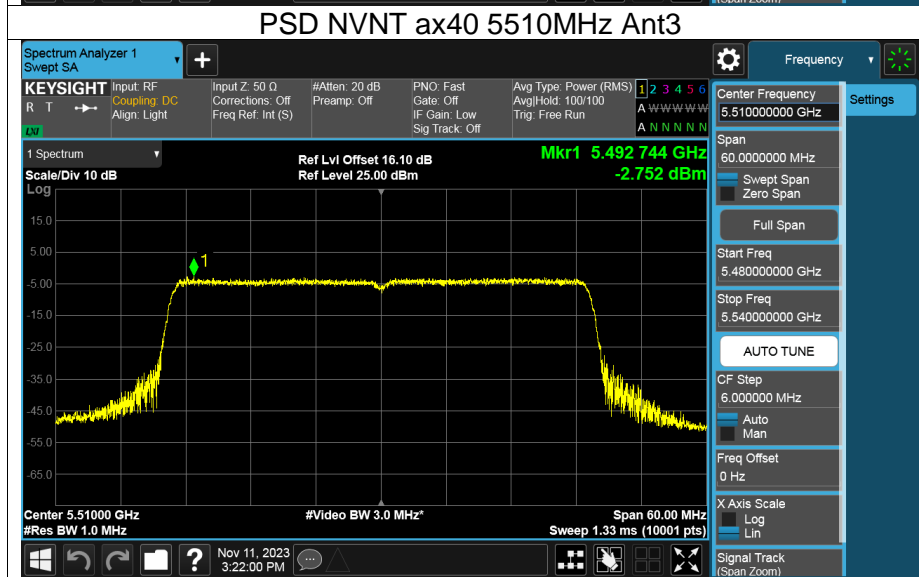 (Span Zoom)
PSD NVNT ax40 5510MHz Ant3
Spectrum Analyzer 1
Swept SA
+
Frequency
KEYSIGHT
R T
LXI
Input: RF
Coupling: DC
Align: Light
Input Z: 50 Ω
Corrections: Off
Freq Ref: Int (S)
#Atten: 20 dB
Preamp: Off
PNO: Fast
Gate: Off
IF Gain: Low
Sig Track: Off
Avg Type: Power (RMS)
Avg|Hold: 100/100
Trig: Free Run
1 2 3 4 5 6
A W W W W W
A N N N N N
Center Frequency
5.510000000 GHz
Settings
Span
60.0000000 MHz
Swept Span
Zero Span
Full Span
Start Freq
5.480000000 GHz
Stop Freq
5.540000000 GHz
AUTO TUNE
CF Step
6.000000 MHz
Auto
Man
Freq Offset
0 Hz
X Axis Scale
Log
Lin
Signal Track
(Span Zoom)
1 Spectrum
Scale/Div 10 dB
Ref Lvl Offset 16.10 dB
Ref Level 25.00 dBm
Mkr1 5.492 744 GHz
-2.752 dBm
Log
15.0
5.00
-5.00
-15.0
-25.0
-35.0
-45.0
-55.0
-65.0
1
Center 5.51000 GHz
#Res BW 1.0 MHz
#Video BW 3.0 MHz*
Span 60.00 MHz
Sweep 1.33 ms (10001 pts)
?
Nov 11, 2023
3:22:00 PM